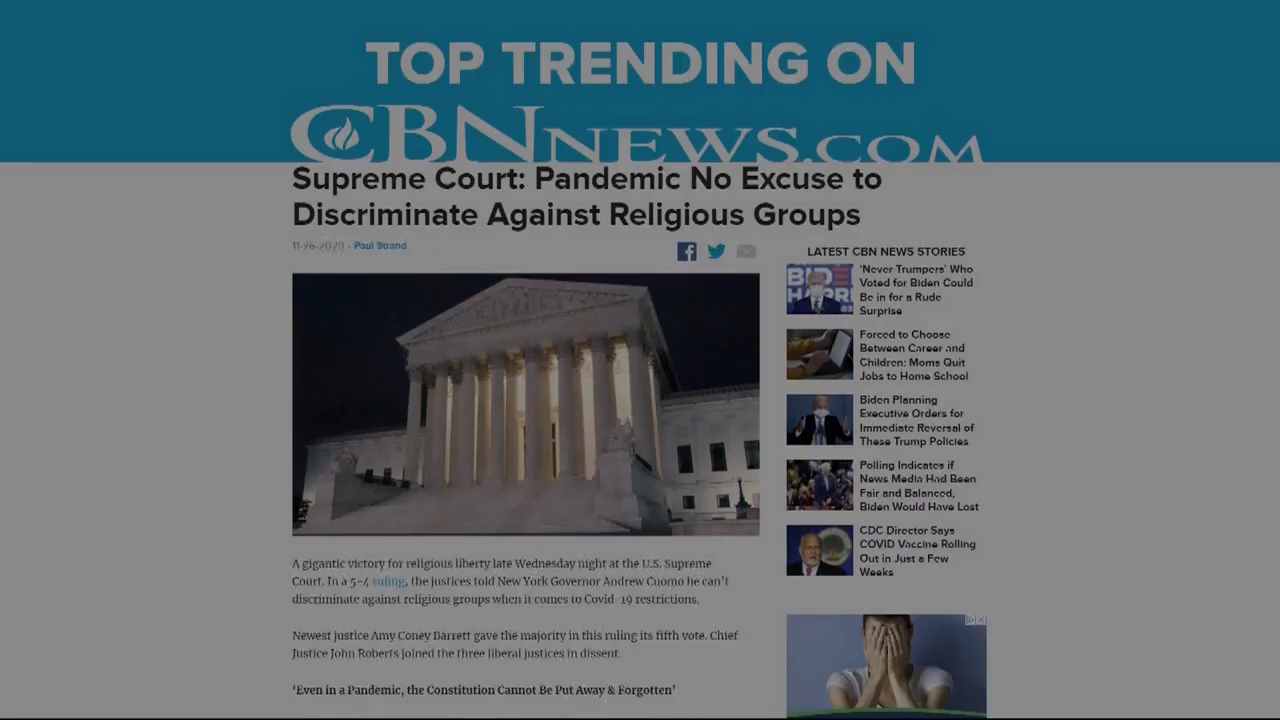 TOP TRENDING ON
CBNNEWS.COM
Supreme Court: Pandemic No Excuse to
Discriminate Against Religious Groups
11-26-2020 - Paul Strand
LATEST CBN NEWS STORIES
'Never Trumpers' Who
Voted for Biden Could
Be in for a Rude
Surprise
Forced to Choose
Between Career and
Children: Moms Quit
Jobs to Home School
Biden Planning
Executive Orders for
Immediate Reversal of
These Trump Policies
Polling Indicates if
News Media Had Been
Fair and Balanced,
Biden Would Have Lost
CDC Director Says
COVID Vaccine Rolling
Out in Just a Few
Weeks
A gigantic victory for religious liberty late Wednesday night at the U.S. Supreme
Court. In a 5-4 ruling, the justices told New York Governor Andrew Cuomo he can't
discriminate against religious groups when it comes to Covid-19 restrictions.
Newest justice Amy Coney Barrett gave the majority in this ruling its fifth vote. Chief
Justice John Roberts joined the three liberal justices in dissent.
'Even in a Pandemic, the Constitution Cannot Be Put Away & Forgotten'